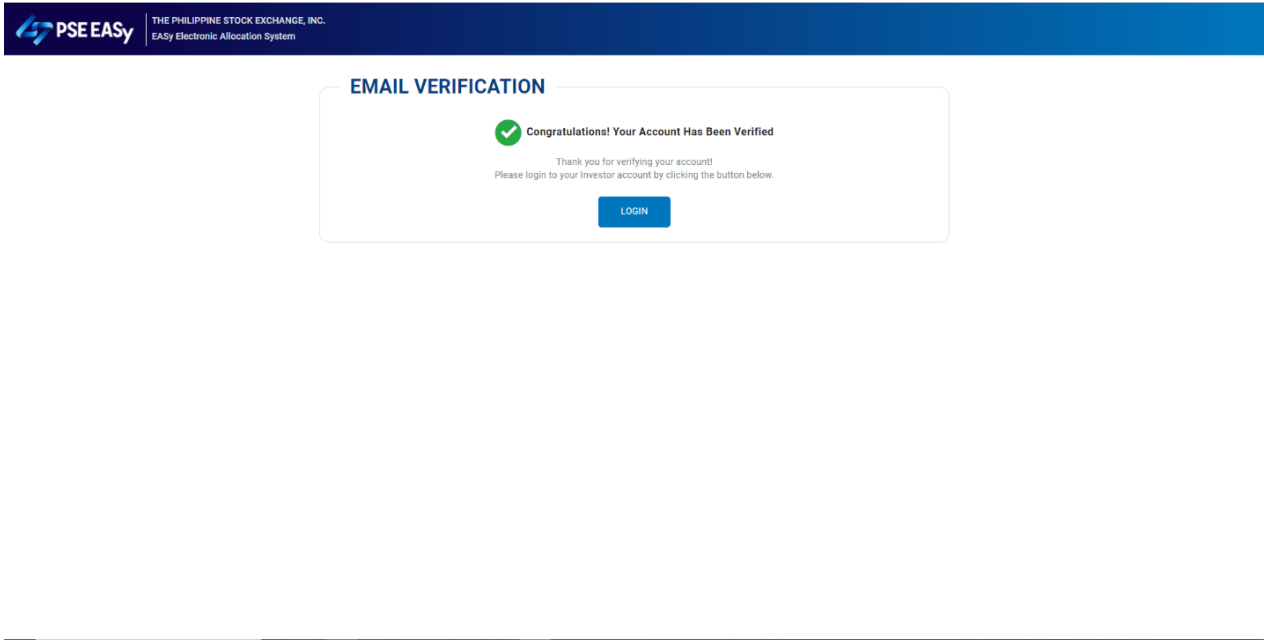 PSE EASy
THE PHILIPPINE STOCK EXCHANGE, INC.
EASy Electronic Allocation System
EMAIL VERIFICATION
Congratulations! Your Account Has Been Verified
Thank you for verifying your account!
Please login to your Investor account by clicking the button below.
LOGIN